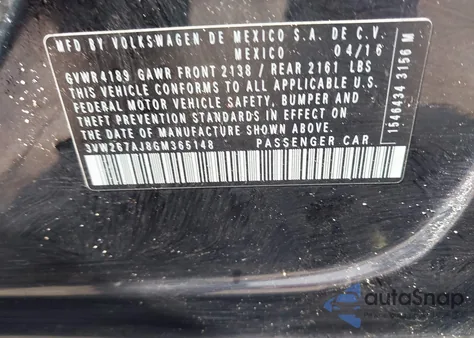 MFD BY VOLKSWAGEN DE MEXICO S.A. DE C.V.
MEXICO 04/16
GVWR4189 GAWR FRONT 2138 / REAR 2161 LBS
THIS VEHICLE CONFORMS TO ALL APPLICABLE U.S.
FEDERAL MOTOR VEHICLE SAFETY, BUMPER AND
THEFT PREVENTION STANDARDS IN EFFECT ON THE
DATE OF MANUFACTURE SHOWN ABOVE.
3VW267AJ8GM365148 PASSENGER CAR
1546434 3156 M
autoSnap